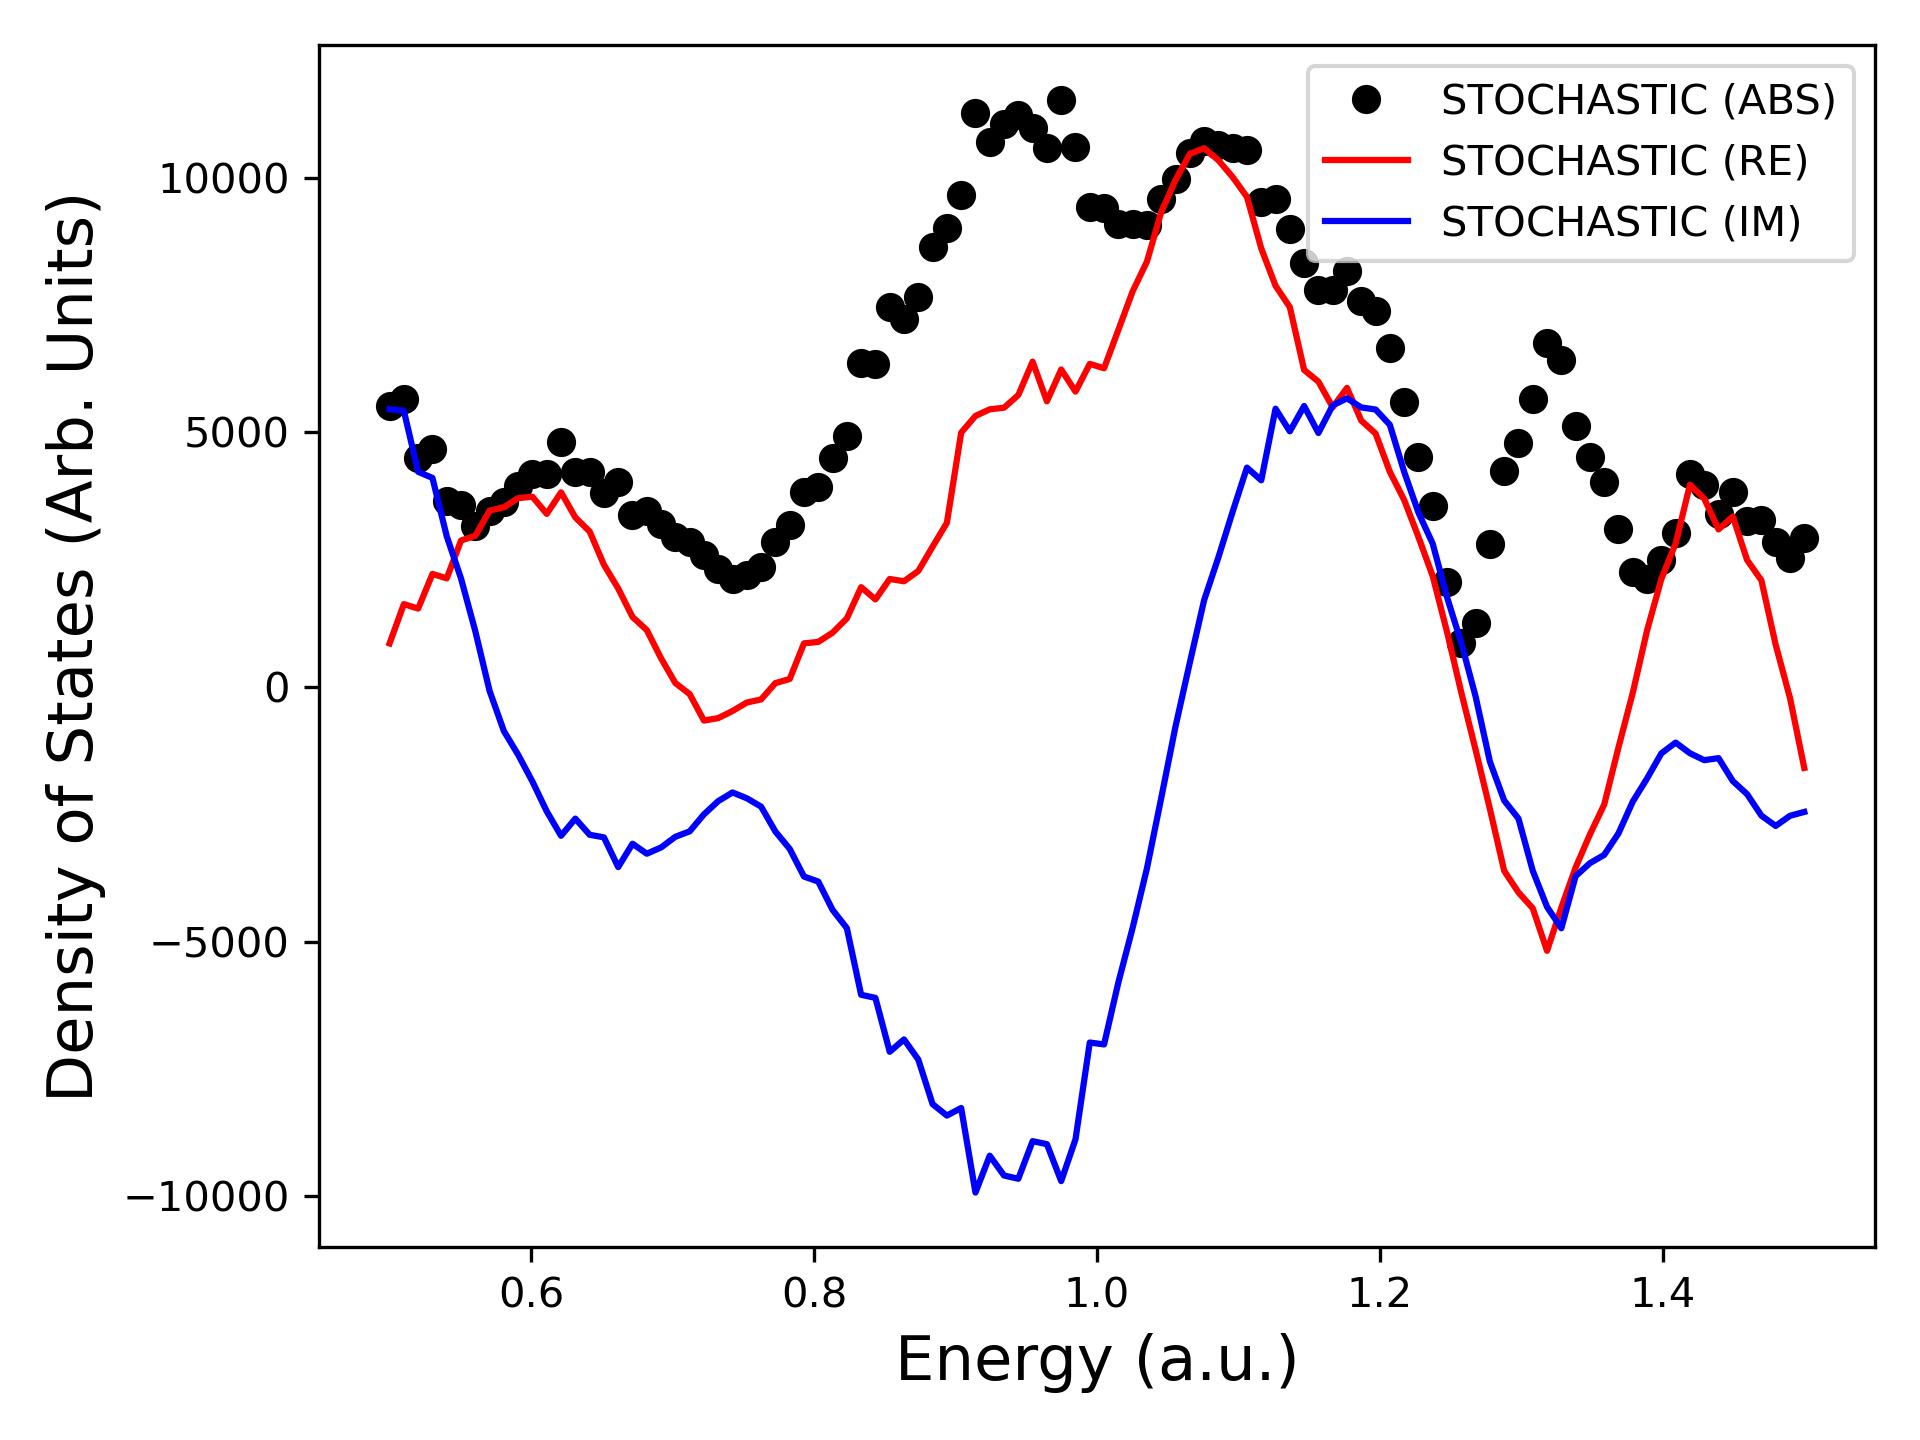 STOCHASTIC (ABS)
STOCHASTIC (RE)
STOCHASTIC (IM)
Density of States (Arb. Units)
10000
5000
0
−5000
−10000
0.6
0.8
1.0
1.2
1.4
Energy (a.u.)